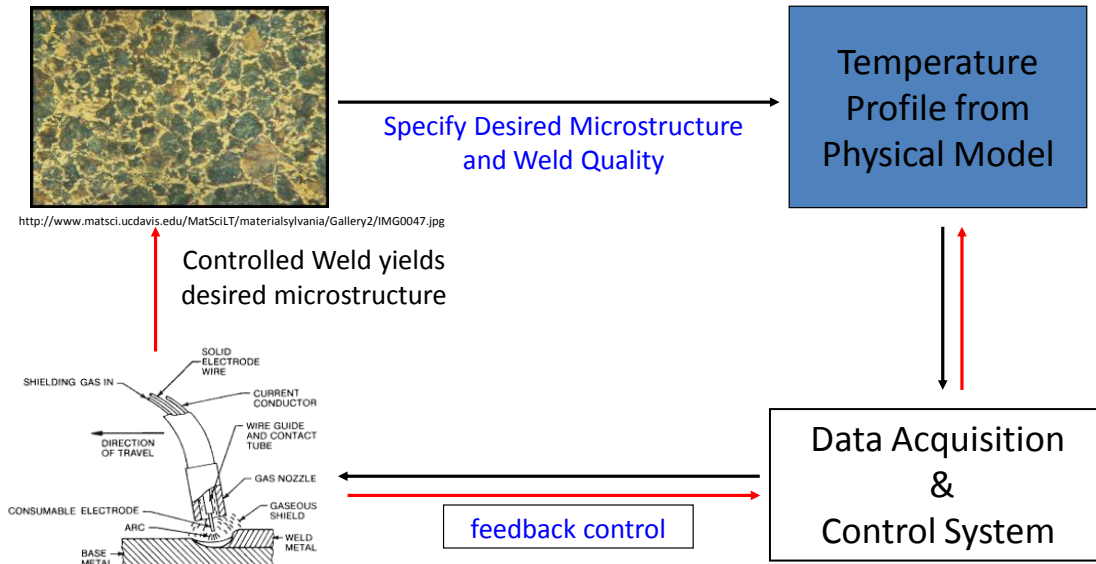 Specify Desired Microstructure
and Weld Quality
Temperature
Profile from
Physical Model
http://www.matsci.ucdavis.edu/MatSciLT/materialsylvania/Gallery2/IMG0047.jpg
Controlled Weld yields
desired microstructure
SOLID
ELECTRODE
WIRE
SHIELDING GAS IN
CURRENT
CONDUCTOR
DIRECTION
OF TRAVEL
WIRE GUIDE
AND CONTACT
TUBE
GAS NOZZLE
CONSUMABLE ELECTRODE
GASEOUS
SHIELD
ARC
WELD
METAL
BASE
METAL
feedback control
Data Acquisition
&
Control System